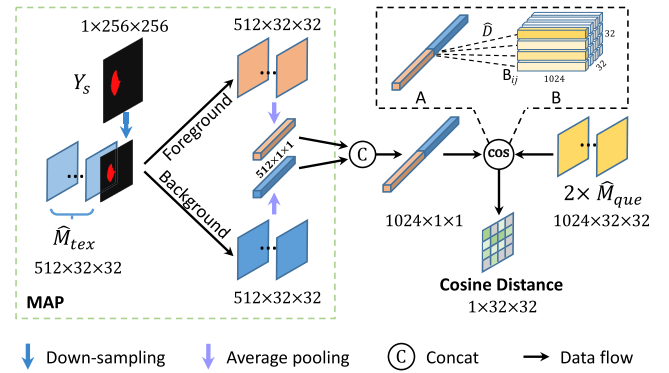 1×256×256
Y_s
512×32×32
Foreground
Background
512×1×1
M̂_tex
512×32×32
MAP
512×32×32
C
1024×1×1
D̂
B_ij
1024
32
32
A
B
cos
2× M̂_que
1024×32×32
Cosine Distance
1×32×32
Down-sampling
Average pooling
C
Concat
Data flow